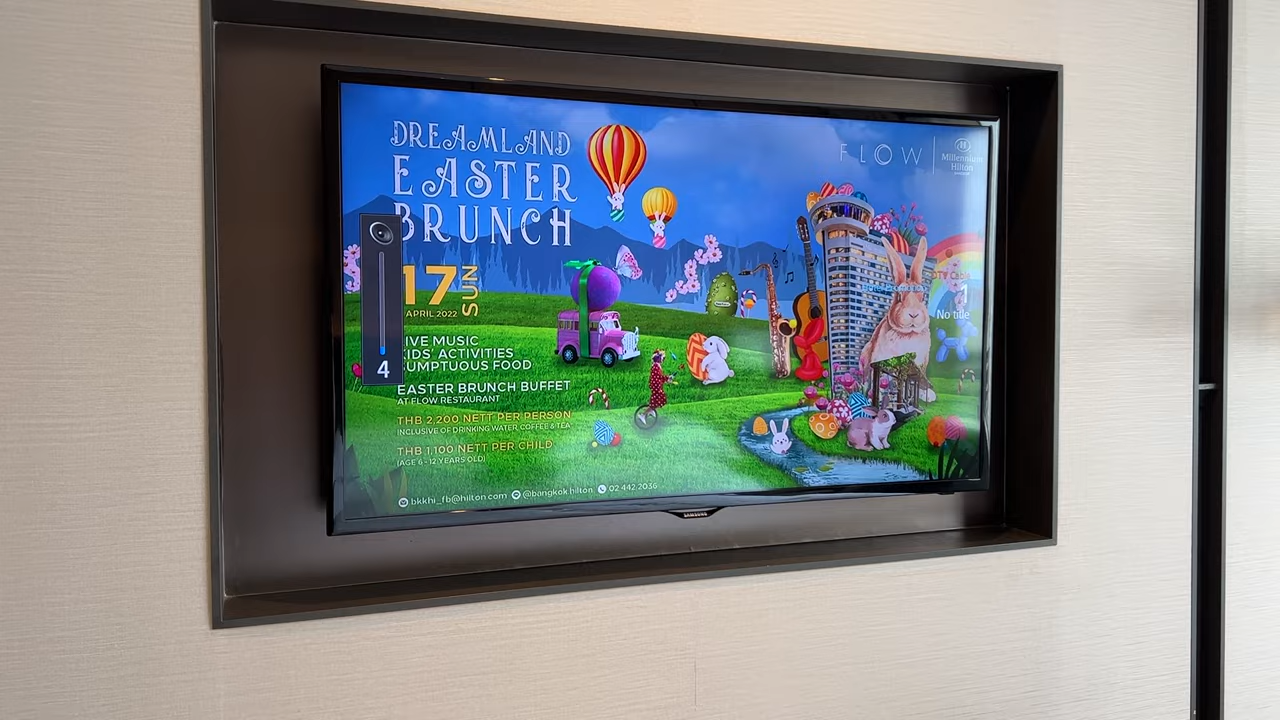 DREAMLAND
EASTER
BRUNCH
17 SUN
APRIL 2022
IVE MUSIC
KIDS' ACTIVITIES
UMPTUOUS FOOD
EASTER BRUNCH BUFFET
AT FLOW RESTAURANT
THB 2,200 NETT PER PERSON
INCLUSIVE OF DRINKING WATER, COFFEE & TEA
THB 1,100 NETT PER CHILD
(AGE 6 - 12 YEARS OLD)
bkkhi_fb@hilton.com @bangkokhilton 02 442 2036
4
FLOW
Millennium
Hilton
DTV Cable
No title
SAMSUNG